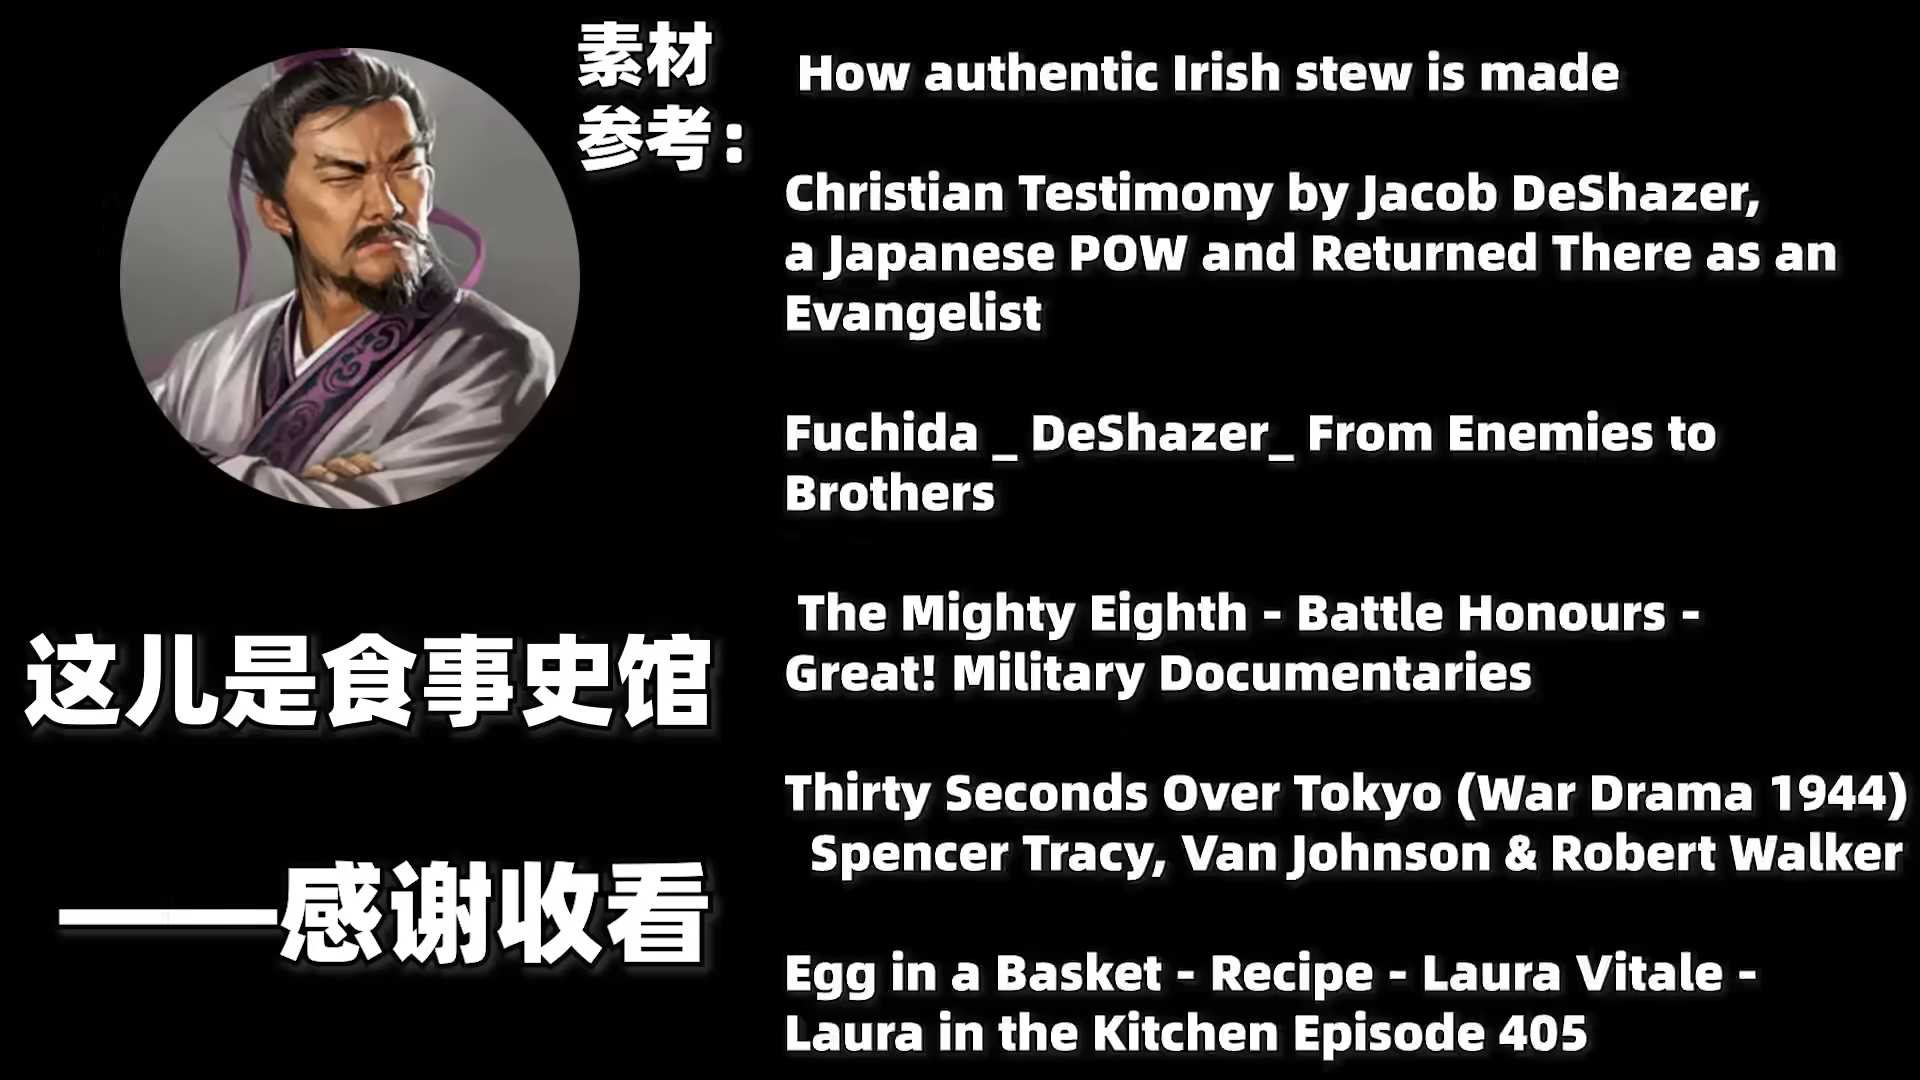 素材
参考：
How authentic Irish stew is made
Christian Testimony by Jacob DeShazer,
a Japanese POW and Returned There as an
Evangelist
Fuchida _ DeShazer_ From Enemies to
Brothers
The Mighty Eighth - Battle Honours -
Great! Military Documentaries
Thirty Seconds Over Tokyo (War Drama 1944)
Spencer Tracy, Van Johnson & Robert Walker
Egg in a Basket - Recipe - Laura Vitale -
Laura in the Kitchen Episode 405
这儿是食事史馆
——感谢收看